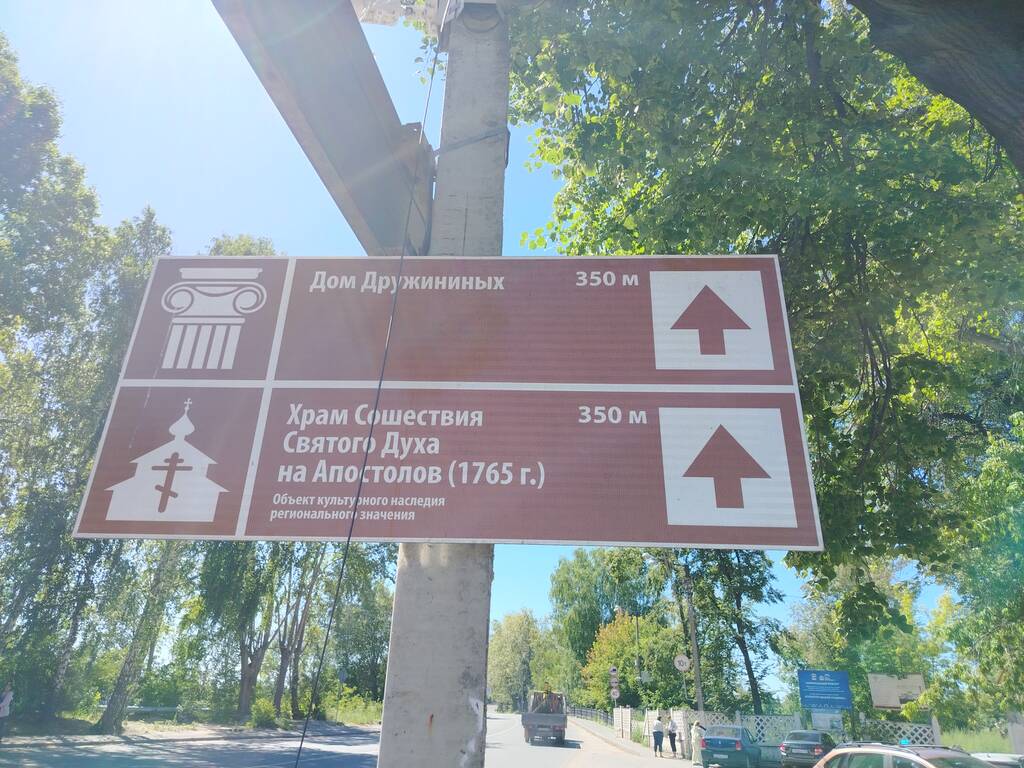 Дом Дружининых 350 м
Храм Сошествия 350 м
Святого Духа
на Апостолов (1765 г.)
Объект культурного наследия
регионального значения